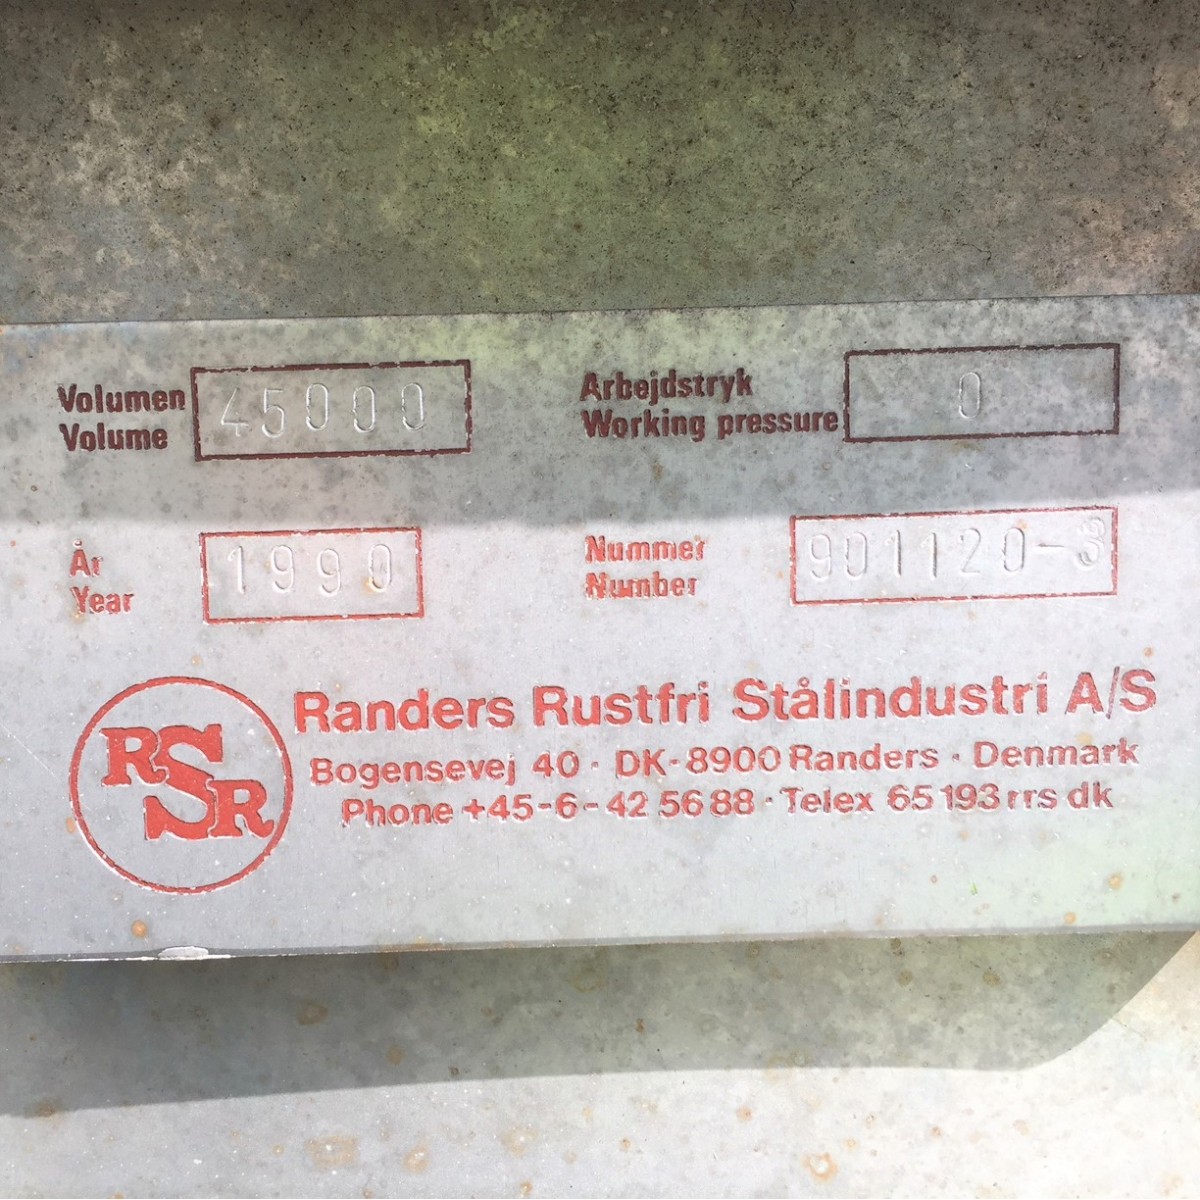 Volumen
Volume
45000
Arbejdstryk
Working pressure
0
År
Year
1990
Nummer
Number
901120-3
RSSR
Randers Rustfri Stålindustri A/S
Bogensevej 40 · DK-8900 Randers · Denmark
Phone +45-6-42 56 88 · Telex 65 193 rrs dk